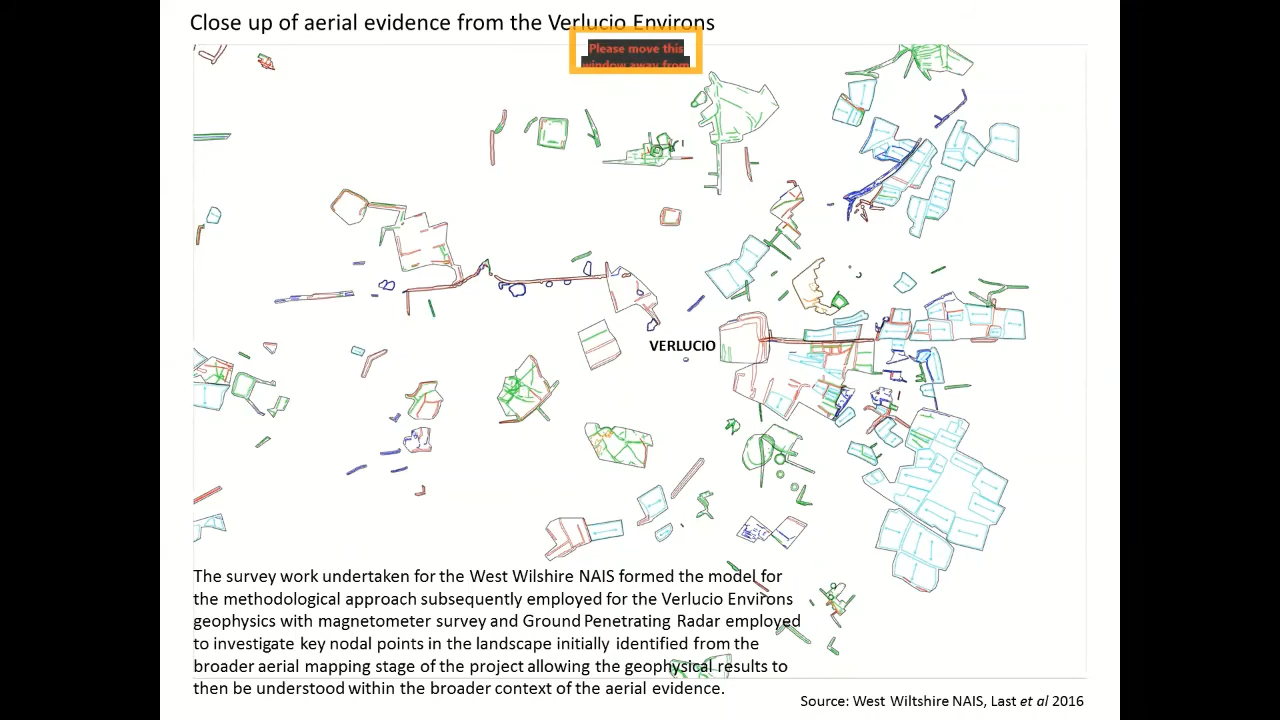 Close up of aerial evidence from the Verlucio Environs
Please move this
window away from
VERLUCIO
The survey work undertaken for the West Wilshire NAIS formed the model for
the methodological approach subsequently employed for the Verlucio Environs
geophysics with magnetometer survey and Ground Penetrating Radar employed
to investigate key nodal points in the landscape initially identified from the
broader aerial mapping stage of the project allowing the geophysical results to
then be understood within the broader context of the aerial evidence.
Source: West Wiltshire NAIS, Last et al 2016